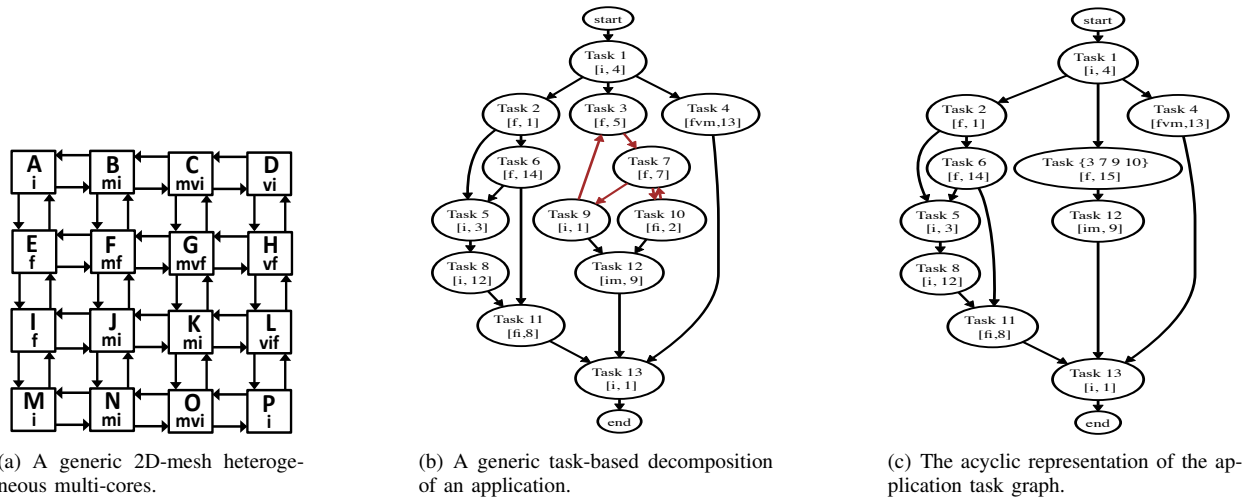 A
i
B
mi
C
mvi
D
vi
E
f
F
mf
G
mvf
H
vf
I
f
J
mi
K
mi
L
vif
M
i
N
mi
O
mvi
P
i
(a) A generic 2D-mesh heteroge-
neous multi-cores.
start
Task 1
[i, 4]
Task 2
[f, 1]
Task 3
[f, 5]
Task 4
[fvm,13]
Task 6
[f, 14]
Task 7
[f, 7]
Task 5
[i, 3]
Task 9
[i, 1]
Task 10
[fi, 2]
Task 8
[i, 12]
Task 12
[im, 9]
Task 11
[fi,8]
Task 13
[i, 1]
end
(b) A generic task-based decomposition
of an application.
start
Task 1
[i, 4]
Task 2
[f, 1]
Task 4
[fvm,13]
Task 6
[f, 14]
Task {3 7 9 10}
[f, 15]
Task 5
[i, 3]
Task 12
[im, 9]
Task 8
[i, 12]
Task 11
[fi,8]
Task 13
[i, 1]
end
(c) The acyclic representation of the ap-
plication task graph.